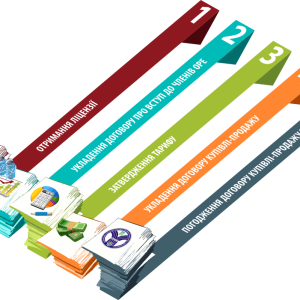 1
ОТРИМАННЯ ЛІЦЕНЗІЇ
2
УКЛАДЕННЯ ДОГОВОРУ ПРО ВСТУП ДО ЧЛЕНІВ ОРЕ
3
ЗАТВЕРДЖЕННЯ ТАРИФУ
УКЛАДЕННЯ ДОГОВОРУ КУПІВЛІ-ПРОДАЖУ
ПОГОДЖЕННЯ ДОГОВОРУ КУПІВЛІ-ПРОДАЖУ